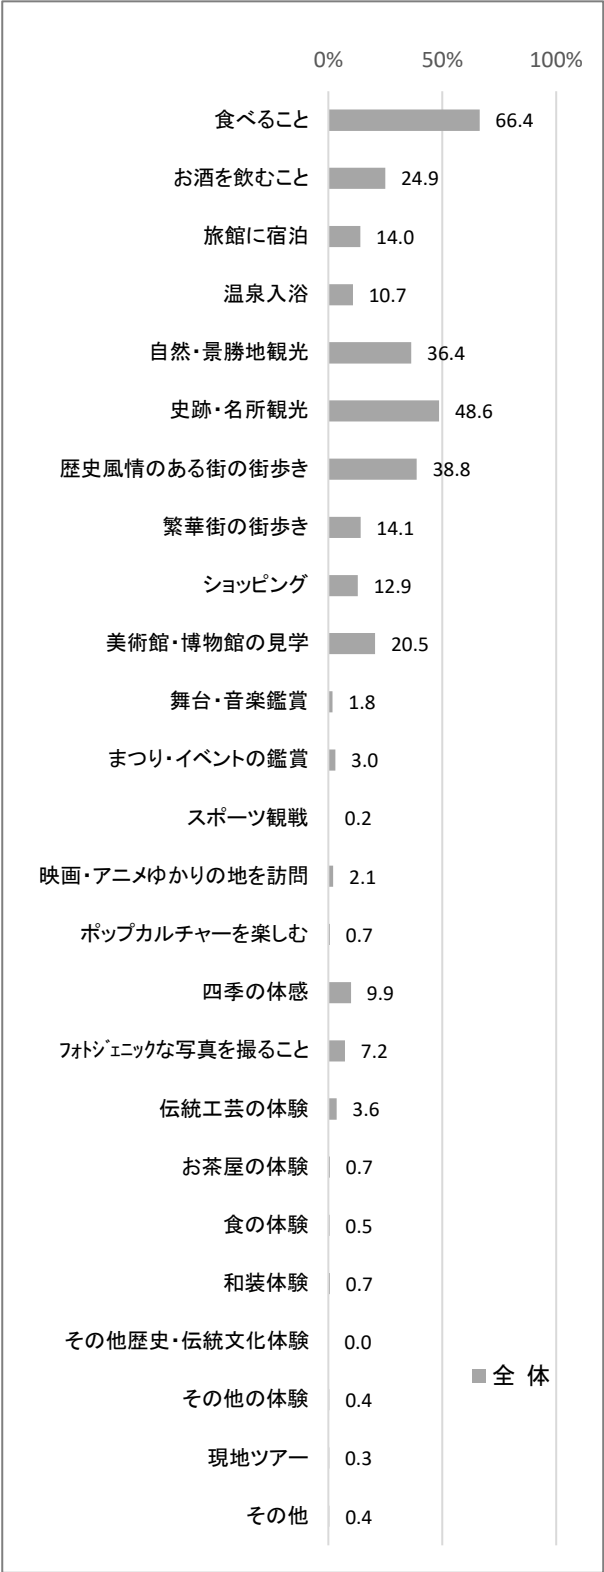 0% 50% 100%
食べること 66.4
お酒を飲むこと 24.9
旅館に宿泊 14.0
温泉入浴 10.7
自然・景勝地観光 36.4
史跡・名所観光 48.6
歴史風情のある街の街歩き 38.8
繁華街の街歩き 14.1
ショッピング 12.9
美術館・博物館の見学 20.5
舞台・音楽鑑賞 1.8
まつり・イベントの鑑賞 3.0
スポーツ観戦 0.2
映画・アニメゆかりの地を訪問 2.1
ポップカルチャーを楽しむ 0.7
四季の体感 9.9
ﾌｫﾄｼﾞｪﾆｯｸな写真を撮ること 7.2
伝統工芸の体験 3.6
お茶屋の体験 0.7
食の体験 0.5
和装体験 0.7
その他歴史・伝統文化体験 0.0
全 体
その他の体験 0.4
現地ツアー 0.3
その他 0.4